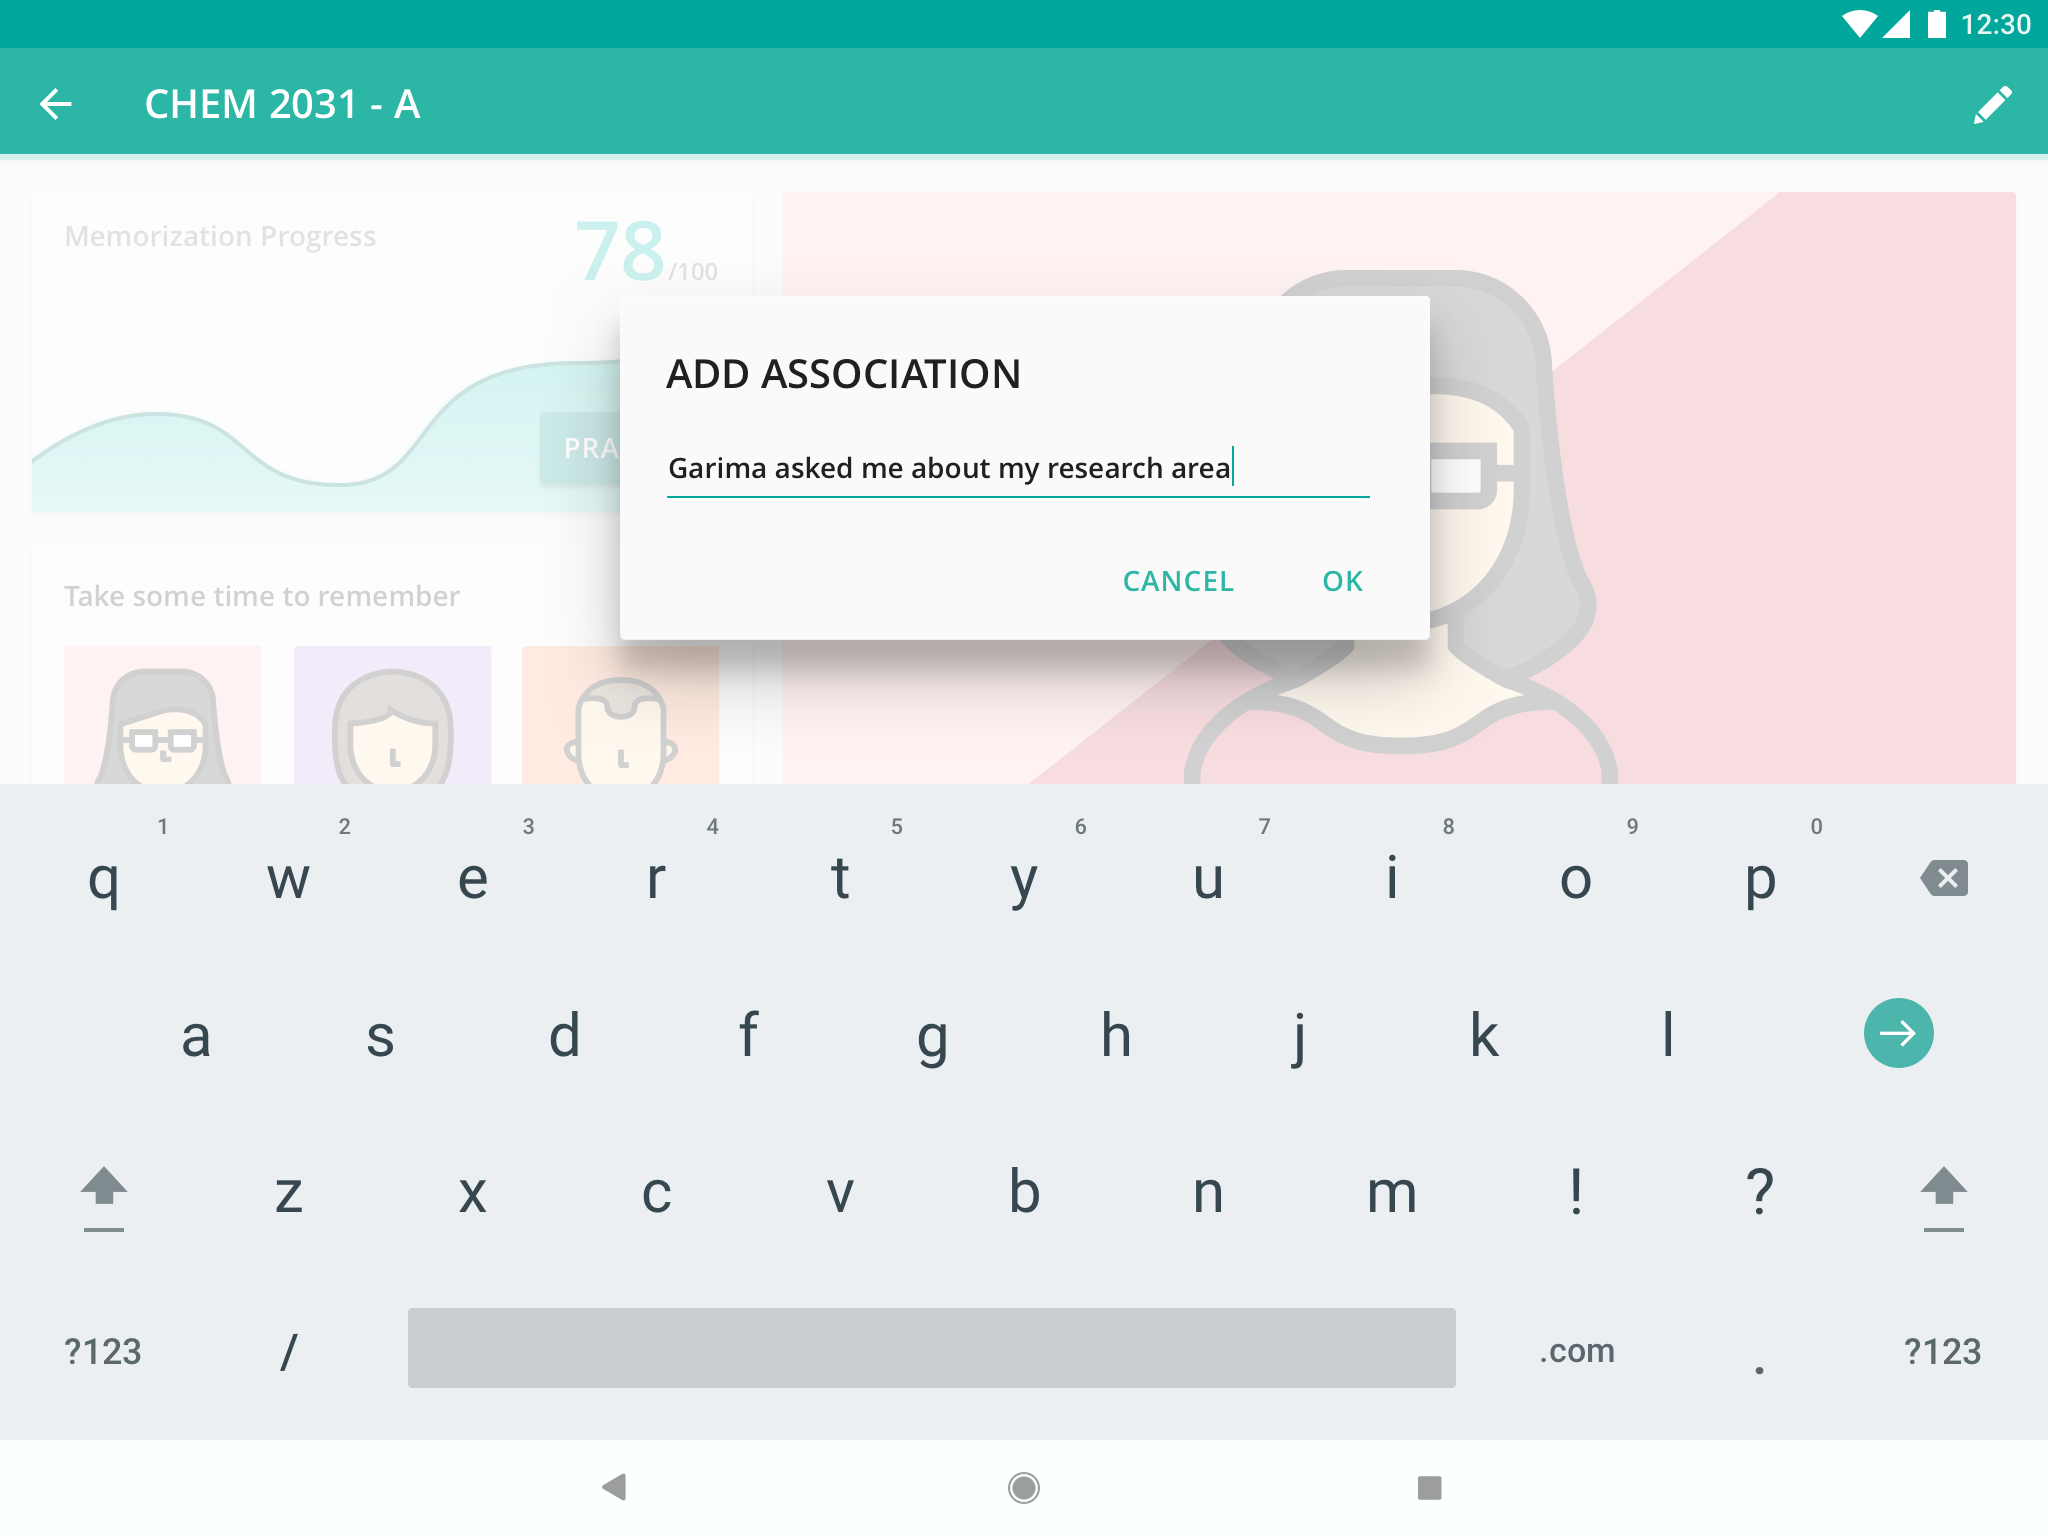 12:30
CHEM 2031 - A
Memorization Progress
78/100
ADD ASSOCIATION
Garima asked me about my research area
PRA
CANCEL OK
Take some time to remember
1 2 3 4 5 6 7 8 9 0
q w e r t y u i o p
a s d f g h j k l
z x c v b n m ! ?
?123 / .com . ?123